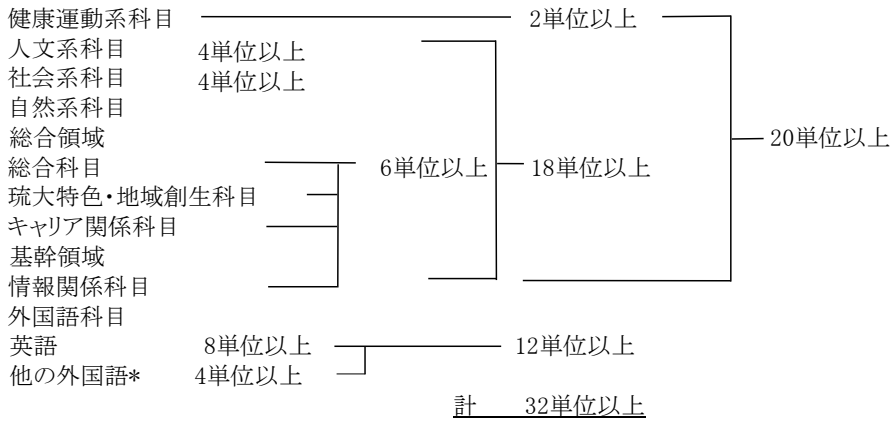 健康運動系科目 2単位以上
人文系科目 4単位以上
社会系科目 4単位以上
自然系科目
総合領域 20単位以上
総合科目 6単位以上 18単位以上
琉大特色・地域創生科目
キャリア関係科目
基幹領域
情報関係科目
外国語科目
英語 8単位以上 12単位以上
他の外国語* 4単位以上
計 32単位以上